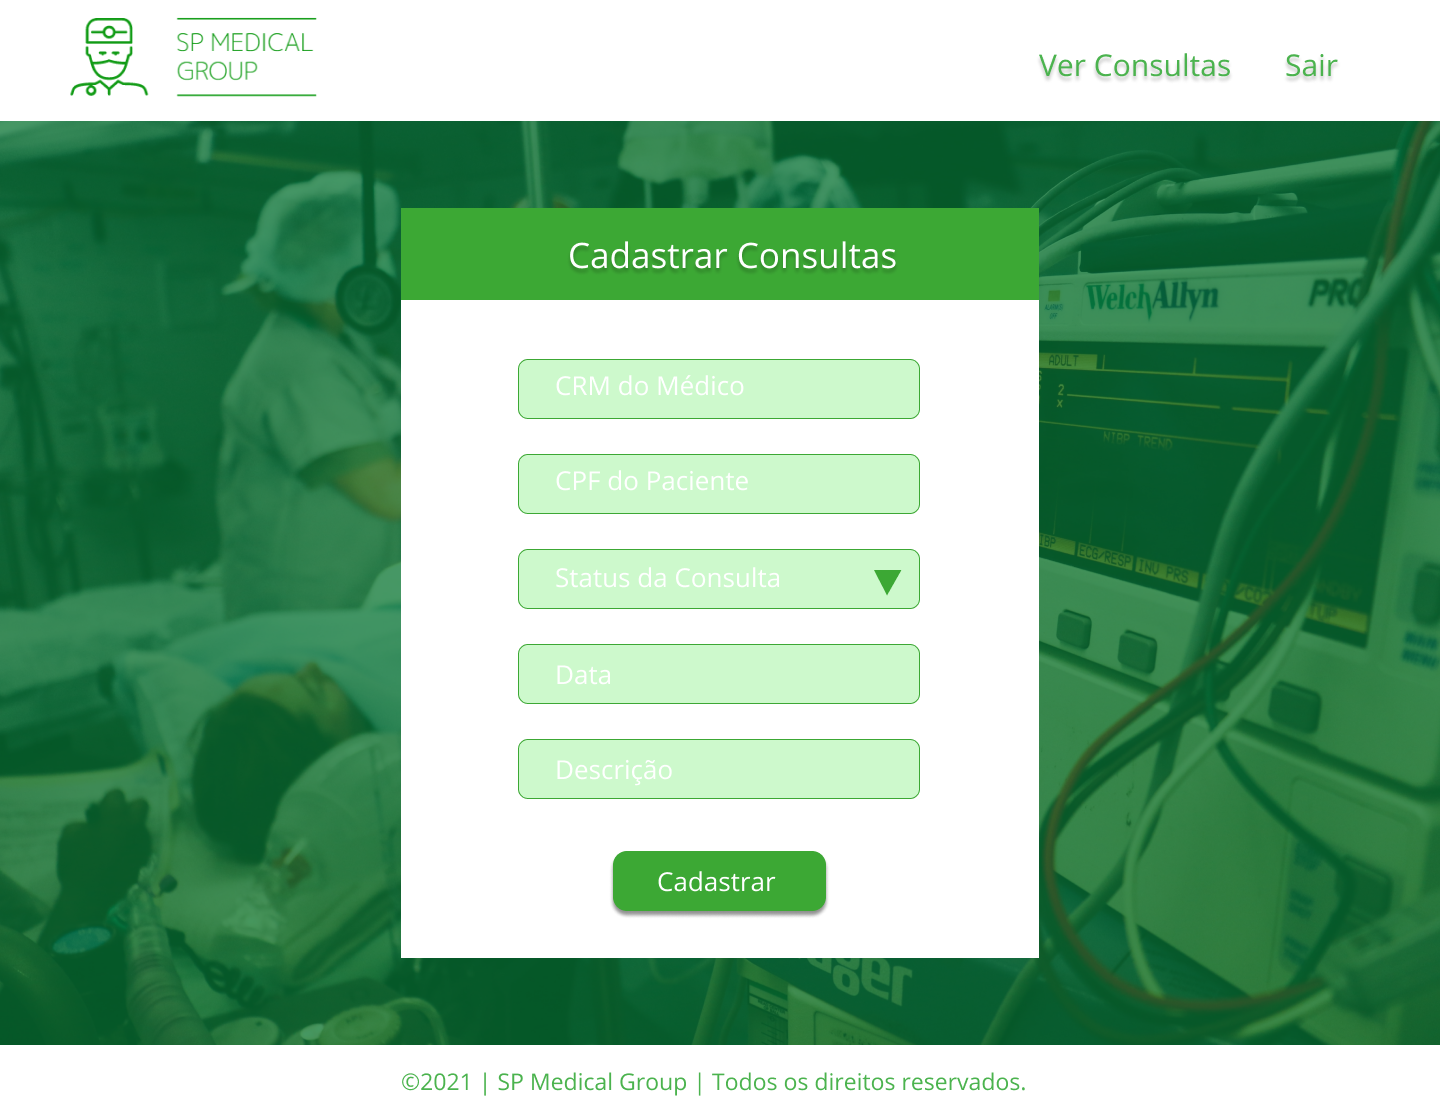 SP MEDICAL
GROUP
Ver Consultas
Sair
Cadastrar Consultas
WelchAllyn
PRO
ADULT
2
x
NIBP TREND
ECG/RESP
INV PRS
CRM do Médico
CPF do Paciente
Status da Consulta
Data
Descrição
Cadastrar
©2021 | SP Medical Group | Todos os direitos reservados.